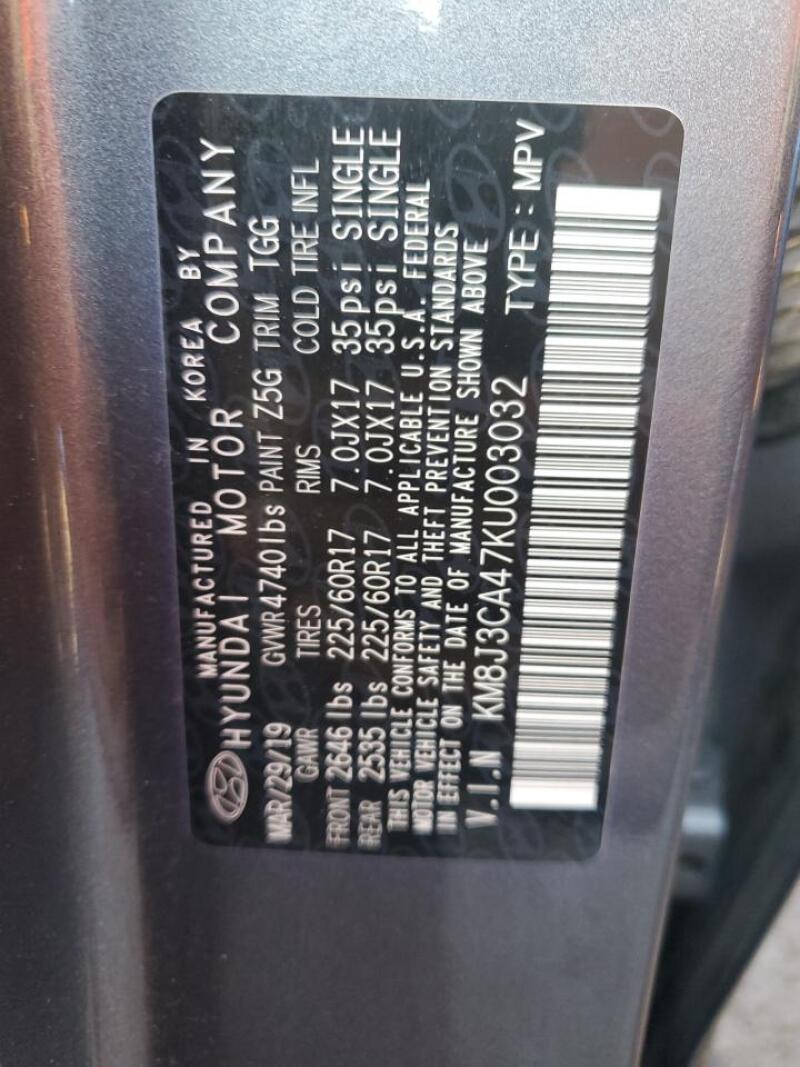 MANUFACTURED IN KOREA BY
HYUNDAI MOTOR COMPANY
MAR/29/19 GVWR 4740lbs PAINT Z5G TRIM TGG
GAWR TIRES RIMS COLD TIRE INFL
FRONT 2646 lbs 225/60R17 7.0JX17 35psi SINGLE
REAR 2535 lbs 225/60R17 7.0JX17 35psi SINGLE
THIS VEHICLE CONFORMS TO ALL APPLICABLE U.S.A. FEDERAL
MOTOR VEHICLE SAFETY AND THEFT PREVENTION STANDARDS
IN EFFECT ON THE DATE OF MANUFACTURE SHOWN ABOVE
V.I.N KM8J3CA47KU003032 TYPE : MPV